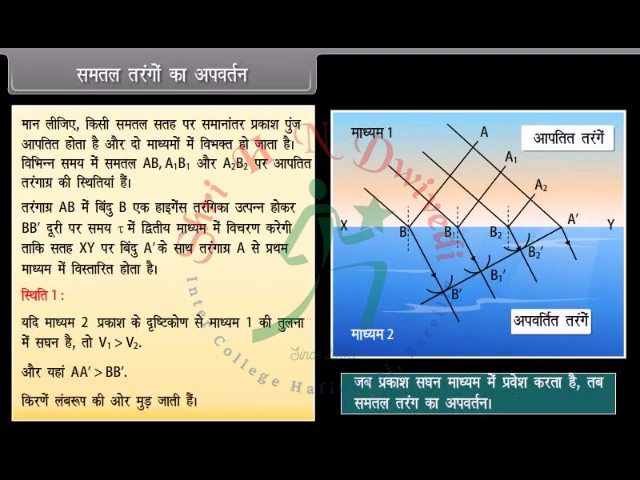 समतल तरंगों का अपवर्तन
मान लीजिए, किसी समतल सतह पर समानांतर प्रकाश पुंज
आपतित होता है और दो माध्यमों में विभक्त हो जाता है।
विभिन्न समय में समतल AB, A₁B₁ और A₂B₂ पर आपतित
तरंगाग्र की स्थितियां हैं।
तरंगाग्र AB में बिंदु B एक हाइगेंस तरंगिका उत्पन्न होकर
BB′ दूरी पर समय τ में द्वितीय माध्यम में विचरण करेगी
ताकि सतह XY पर बिंदु A′ के साथ तरंगाग्र A से प्रथम
माध्यम में विस्तारित होता है।
स्थिति 1 :
यदि माध्यम 2 प्रकाश के दृष्टिकोण से माध्यम 1 की तुलना
में सघन है, तो V₁ > V₂.
और यहां AA′ > BB′.
किरणें लंबरूप की ओर मुड़ जाती हैं।
माध्यम 1
आपतित तरंगें
A
A₁
A₂
A′
X
Y
B
B₁
B₂
B₂′
B₁′
B′
अपवर्तित तरंगें
माध्यम 2
जब प्रकाश सघन माध्यम में प्रवेश करता है, तब
समतल तरंग का अपवर्तन।
Shri H N Dwivedi
Inter College